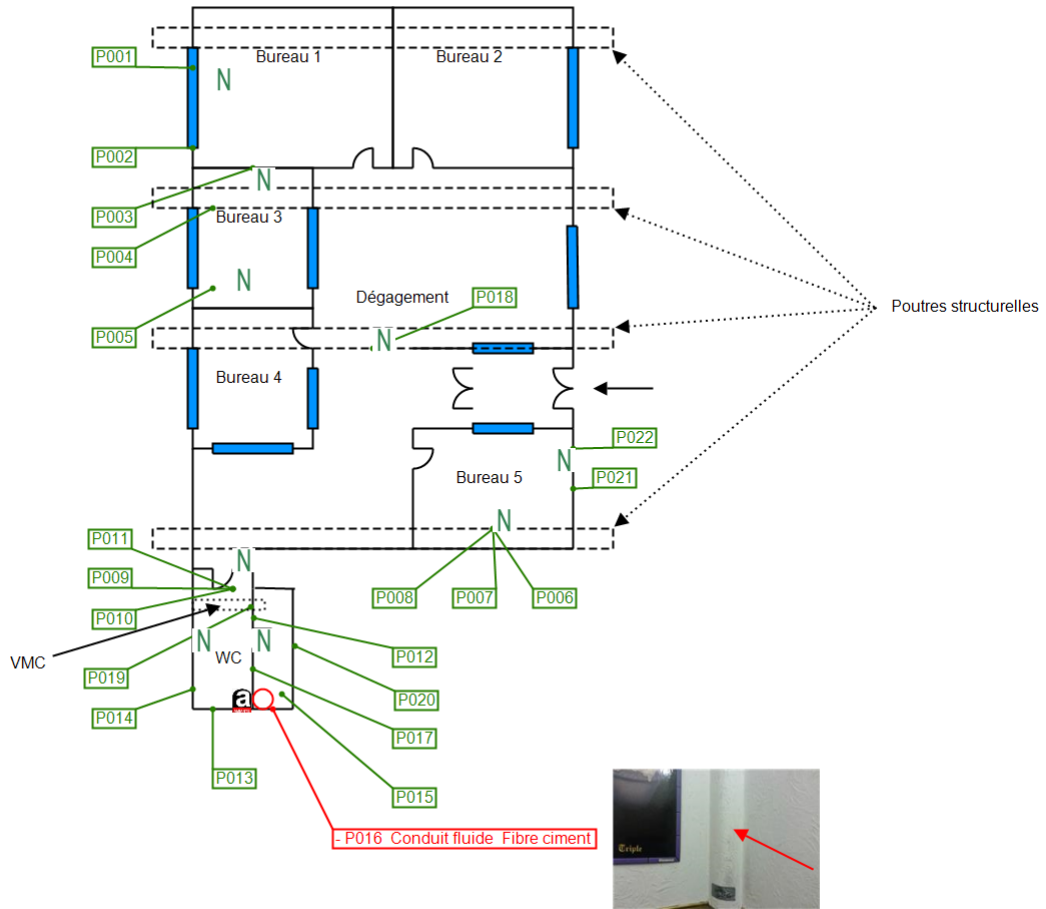 P001
Bureau 1
Bureau 2
N
P002
N
P003
Bureau 3
P004
N
Dégagement
P018
Poutres structurelles
P005
N
Bureau 4
P022
N
Bureau 5
P021
N
P011
N
P009
P008
P007
P006
P010
N
N
WC
P012
VMC
P019
P020
a
P014
P017
P013
P015
- P016 Conduit fluide Fibre ciment
Triple